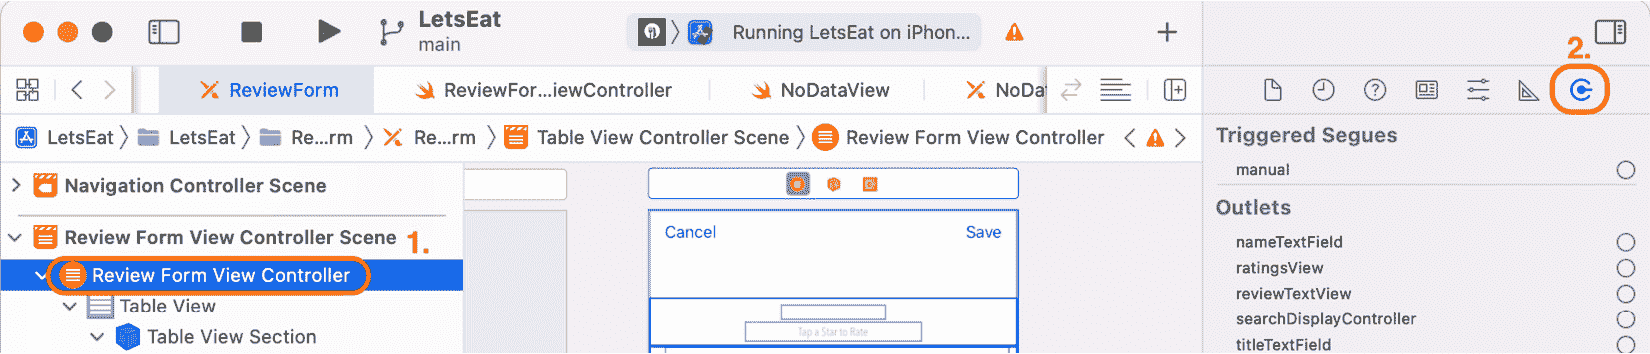 LetsEat
main
Running LetsEat on iPhon...
2.
ReviewForm
ReviewFor...iewController
NoDataView
NoDat
LetsEat
LetsEat
Re...rm
Re...rm
Table View Controller Scene
Review Form View Controller
Triggered Segues
manual
Navigation Controller Scene
Outlets
Review Form View Controller Scene
1.
Cancel
Save
nameTextField
Review Form View Controller
ratingsView
reviewTextView
Table View
searchDisplayController
Tap a Star to Rate
Table View Section
titleTextField